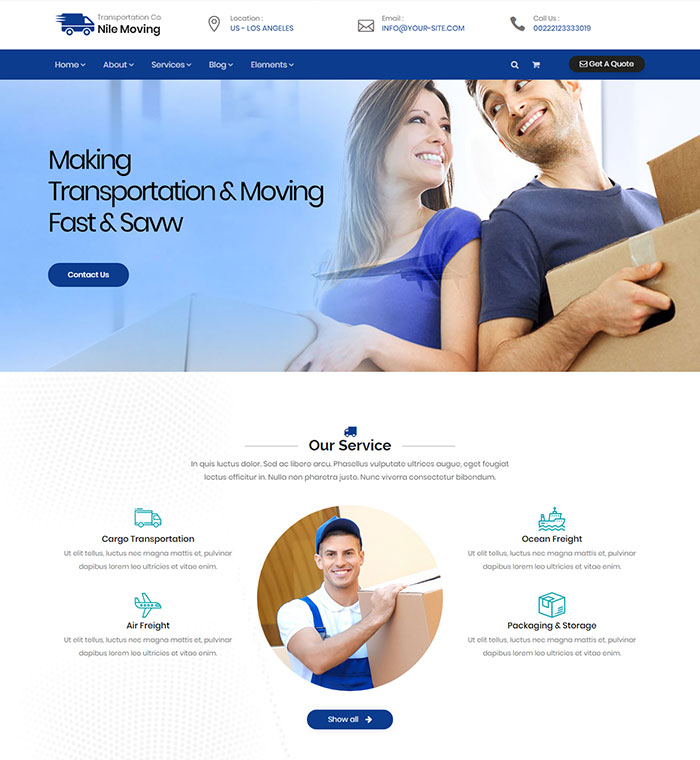 Transportation Co
Nile Moving
Location :
US - LOS ANGELES
Email :
INFO@YOUR-SITE.COM
Call Us :
00222123333019
Home
About
Services
Blog
Elements
Get A Quote
Making
Transportation & Moving
Fast & Savw
Contact Us
Our Service
In quis luctus dolor. Sed ac libero arcu. Phasellus vulputate ultrices augue, eget feugiat
lectus efficitur in. Nulla non pharetra justo. Nunc viverra consectetur bibendum.
Cargo Transportation
Ut elit tellus, luctus nec magna mattis et, pulvinar
dapibus lorem leo ultricies et vitae enim.
Air Freight
Ut elit tellus, luctus nec magna mattis et, pulvinar
dapibus lorem leo ultricies et vitae enim.
Ocean Freight
Ut elit tellus, luctus nec magna mattis et, pulvinar
dapibus lorem leo ultricies et vitae enim.
Packaging & Storage
Ut elit tellus, luctus nec magna mattis et, pulvinar
dapibus lorem leo ultricies et vitae enim.
Show all